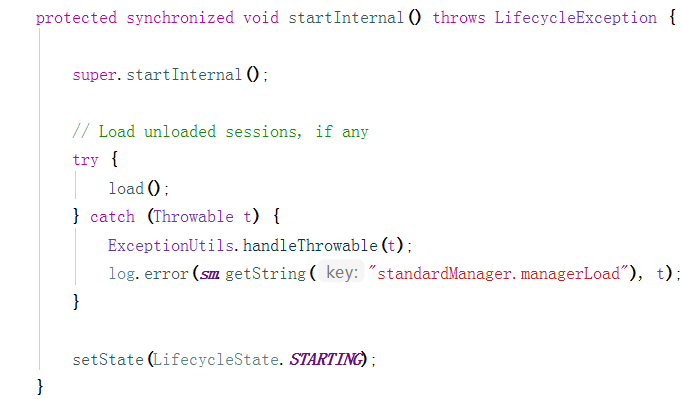 protected synchronized void startInternal() throws LifecycleException {
super.startInternal();
// Load unloaded sessions, if any
try {
load();
} catch (Throwable t) {
ExceptionUtils.handleThrowable(t);
log.error(sm.getString( key: "standardManager.managerLoad"), t);
}
setState(LifecycleState.STARTING);
}